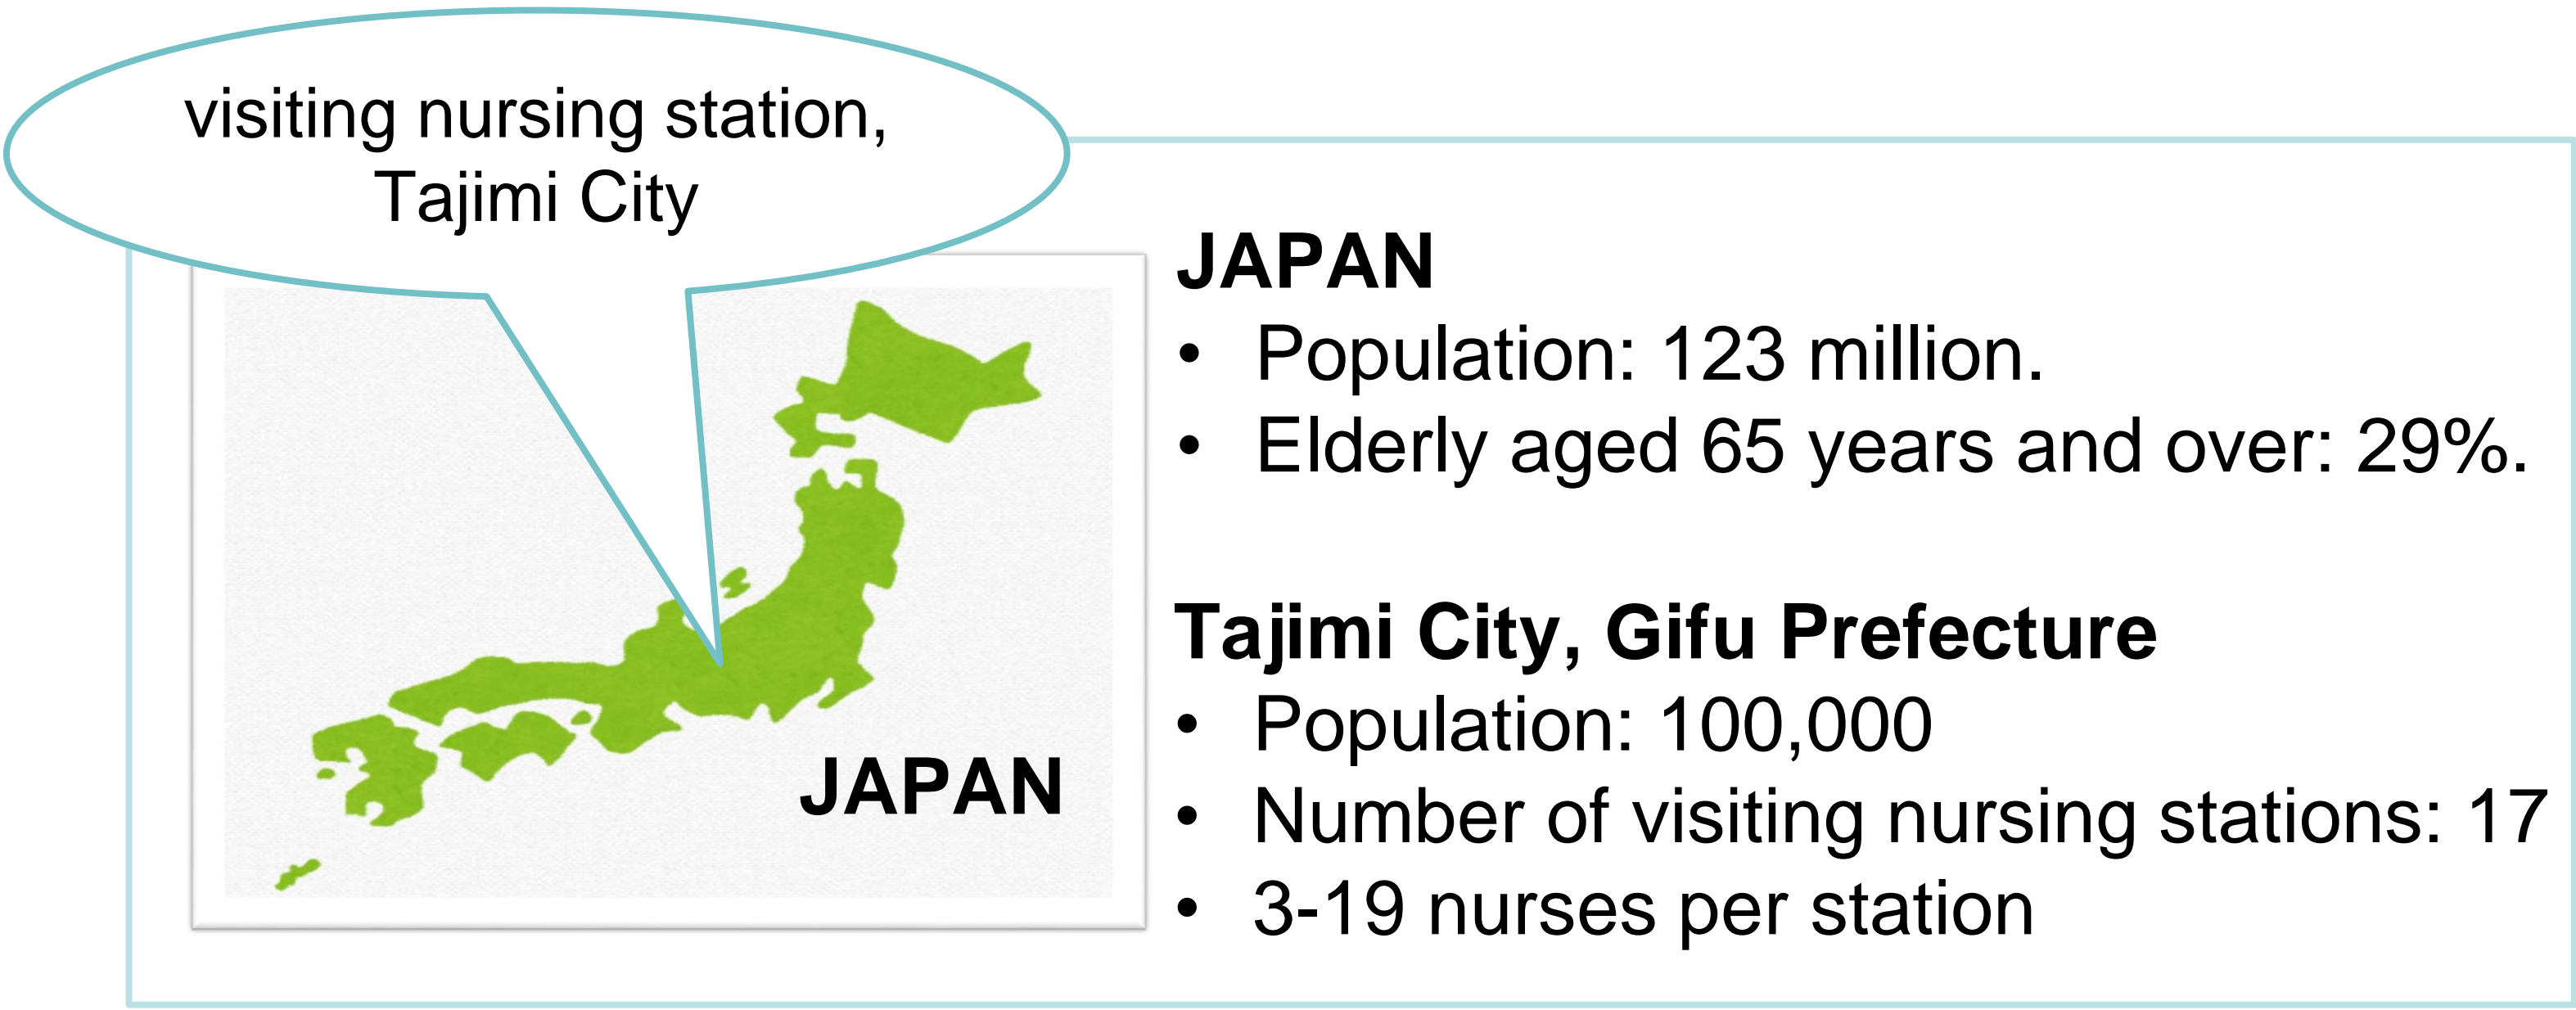 visiting nursing station,
Tajimi City
JAPAN
JAPAN
• Population: 123 million.
• Elderly aged 65 years and over: 29%.
Tajimi City, Gifu Prefecture
• Population: 100,000
• Number of visiting nursing stations: 17
• 3-19 nurses per station